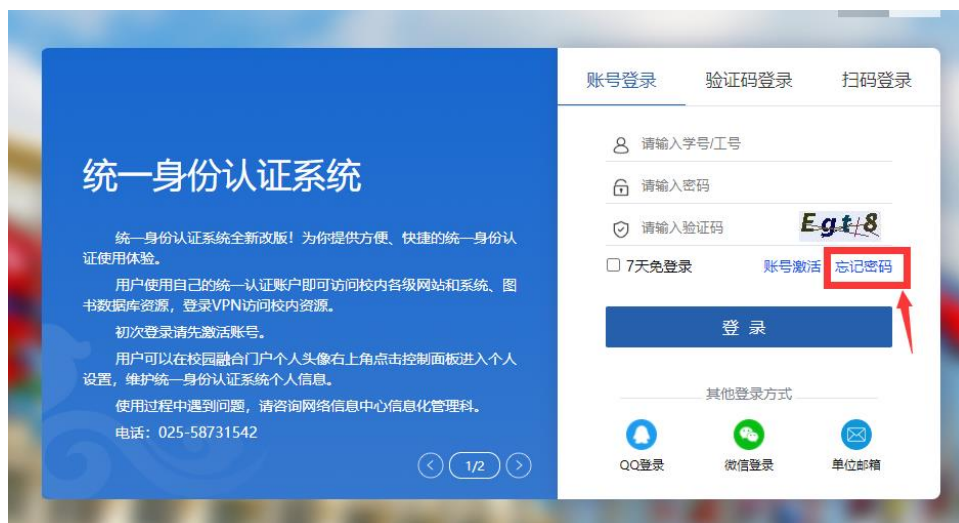 统一身份认证系统
统一身份认证系统全新改版！为你提供方便、快捷的统一身份认
证使用体验。
用户使用自己的统一认证账户即可访问校内各级网站和系统、图
书数据库资源，登录VPN访问校内资源。
初次登录请先激活账号。
用户可以在校园融合门户个人头像右上角点击控制面板进入个人
设置，维护统一身份认证系统个人信息。
使用过程中遇到问题，请咨询网络信息中心信息化管理科。
电话：025-58731542
1/2
账号登录 验证码登录 扫码登录
请输入学号/工号
请输入密码
请输入验证码 Egt8
7天免登录 账号激活 忘记密码
登 录
其他登录方式
QQ登录 微信登录 单位邮箱